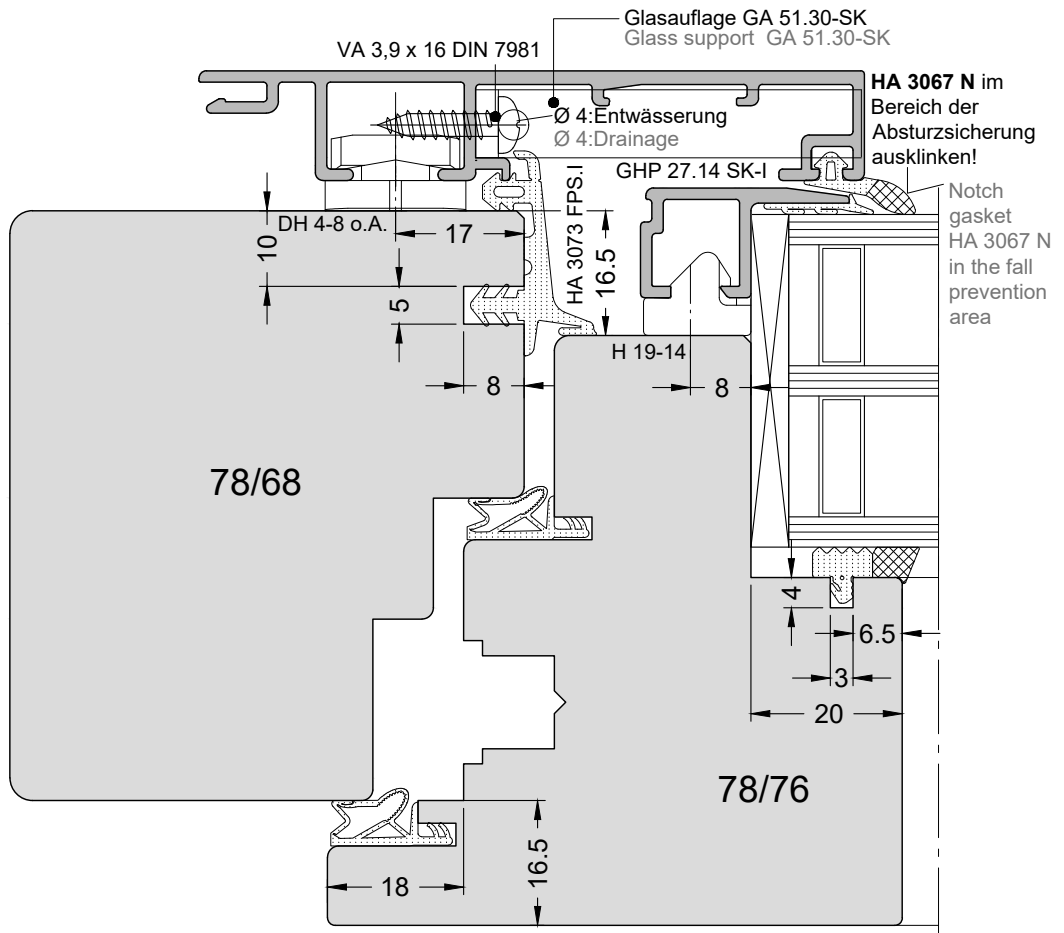 Glasauflage GA 51.30-SK
Glass support GA 51.30-SK
VA 3,9 x 16 DIN 7981
HA 3067 N im
Bereich der
Absturzsicherung
ausklinken!
Ø 4:Entwässerung
Ø 4:Drainage
GHP 27.14 SK-I
Notch
gasket
HA 3067 N
in the fall
prevention
area
DH 4-8 o.A.
17
10
HA 3073 FPS.I
16.5
5
H 19-14
8
8
78/68
4
6.5
3
20
78/76
16.5
18